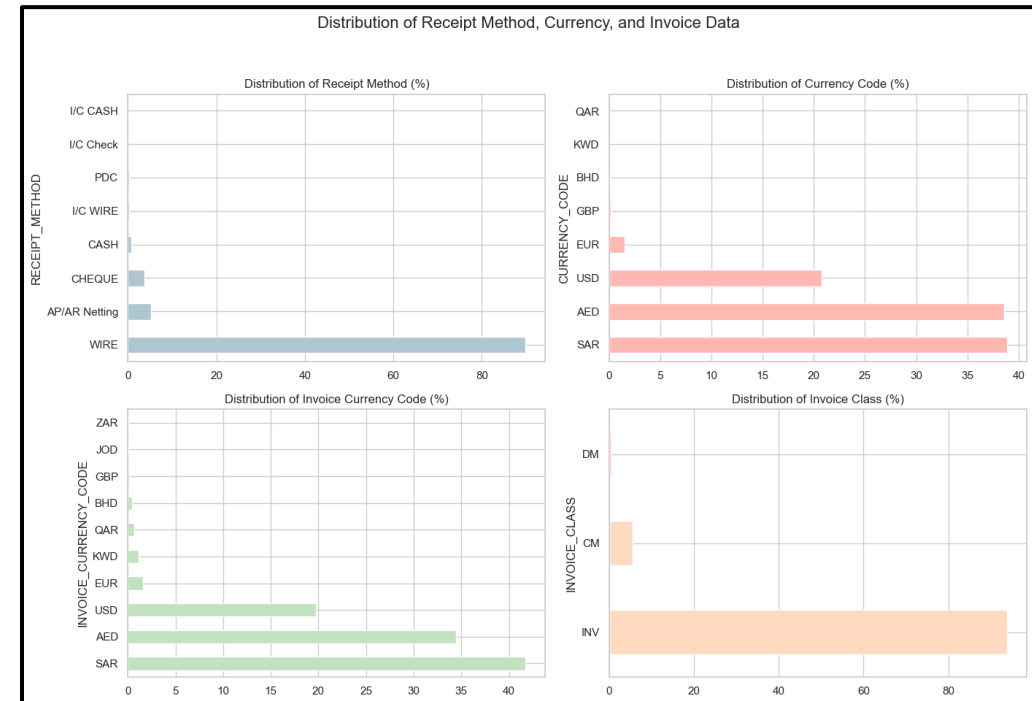 Distribution of Receipt Method, Currency, and Invoice Data
Distribution of Receipt Method (%)
RECEIPT_METHOD
I/C CASH
I/C Check
PDC
I/C WIRE
CASH
CHEQUE
AP/AR Netting
WIRE
0 20 40 60 80
Distribution of Currency Code (%)
CURRENCY_CODE
QAR
KWD
BHD
GBP
EUR
USD
AED
SAR
0 5 10 15 20 25 30 35 40
Distribution of Invoice Currency Code (%)
INVOICE_CURRENCY_CODE
ZAR
JOD
GBP
BHD
QAR
KWD
EUR
USD
AED
SAR
0 5 10 15 20 25 30 35 40
Distribution of Invoice Class (%)
INVOICE_CLASS
DM
CM
INV
0 20 40 60 80